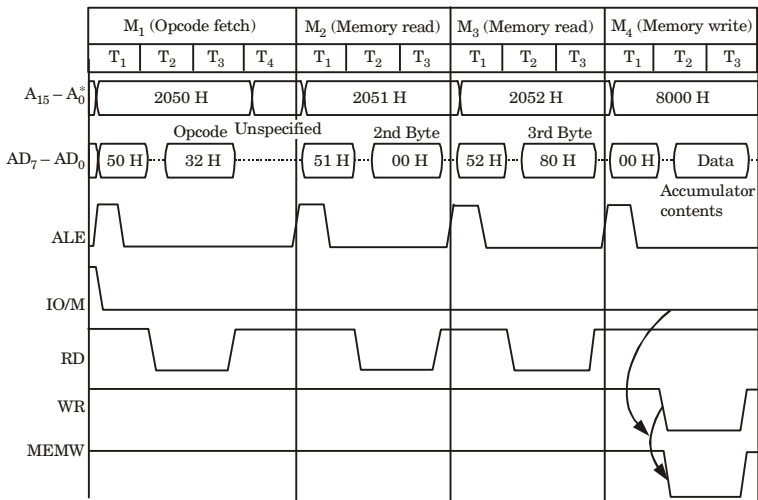 M₁ (Opcode fetch) M₂ (Memory read) M₃ (Memory read) M₄ (Memory write)
T₁ T₂ T₃ T₄ T₁ T₂ T₃ T₁ T₂ T₃ T₁ T₂ T₃
A₁₅ – A₀* 2050 H 2051 H 2052 H 8000 H
Opcode Unspecified 2nd Byte 3rd Byte
AD₇ – AD₀ 50 H 32 H 51 H 00 H 52 H 80 H 00 H Data
Accumulator
contents
ALE
IO/M
RD
WR
MEMW